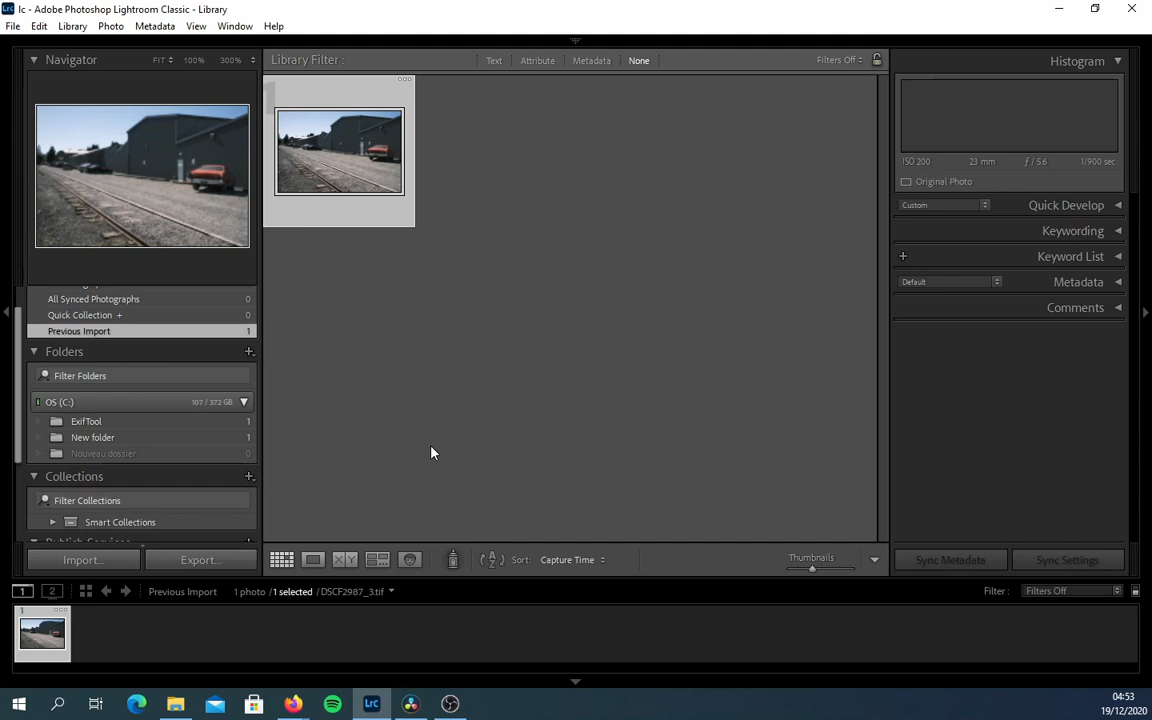 lc - Adobe Photoshop Lightroom Classic - Library
File Edit Library Photo Metadata View Window Help
Navigator FIT 100% 300%
Library Filter : Text Attribute Metadata None Filters Off
Histogram
1
ISO 200 23 mm ƒ / 5.6 1/900 sec
Original Photo
Custom Quick Develop
Keywording
+ Keyword List
Default Metadata
Comments
All Synced Photographs 0
Quick Collection + 0
Previous Import 1
Folders +
Filter Folders
OS (C:) 107 / 372 GB
ExifTool 1
New folder 1
Nouveau dossier 0
Collections +
Filter Collections
Smart Collections
Publish Services
Import... Export...
X Y
A Z Sort: Capture Time
Thumbnails
Sync Metadata Sync Settings
1 2 Previous Import 1 photo / 1 selected / DSCF2987_3.tif
Filter : Filters Off
1
Lrc
04:53
19/12/2020